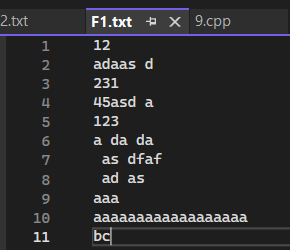 2.txt F1.txt 9.cpp
1 12
2 adaas d
3 231
4 45asd a
5 123
6 a da da
7  as dfaf
8  ad as
9 aaa
10 aaaaaaaaaaaaaaaaaa
11 bc